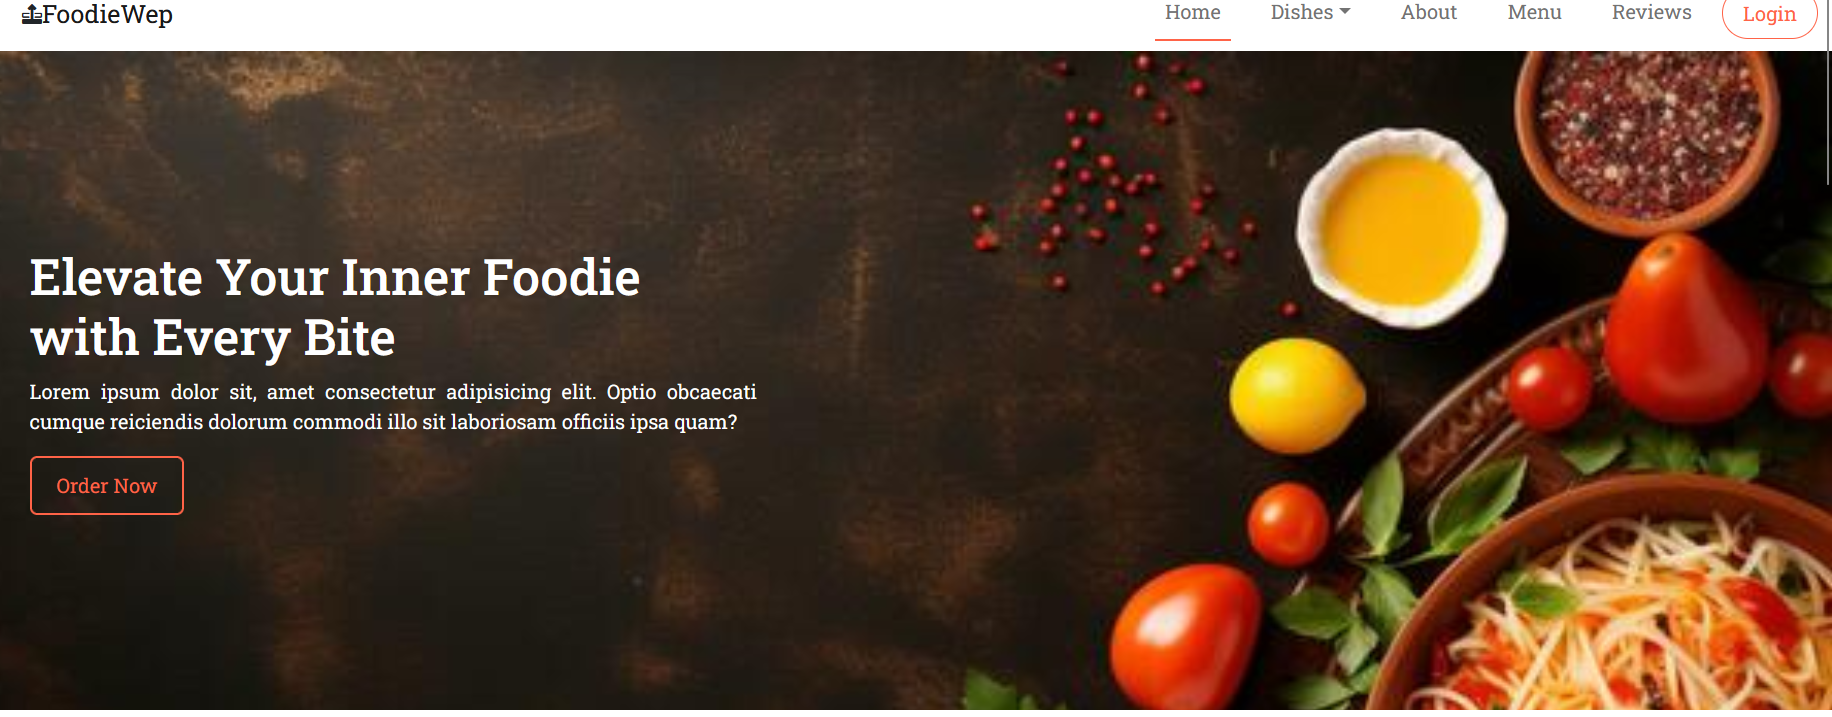 FoodieWep
Home Dishes About Menu Reviews Login
Elevate Your Inner Foodie
with Every Bite
Lorem ipsum dolor sit, amet consectetur adipisicing elit. Optio obcaecati
cumque reiciendis dolorum commodi illo sit laboriosam officiis ipsa quam?
Order Now